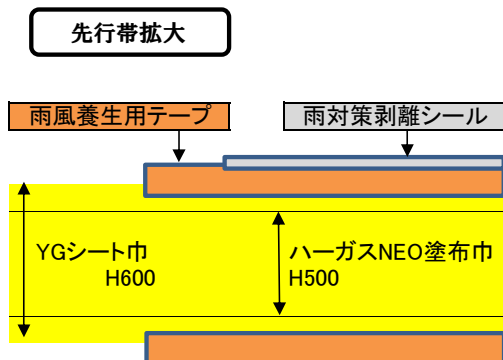 先行帯拡大
雨風養生用テープ
雨対策剥離シール
YGシート巾
H600
ハーガスNEO塗布巾
H500